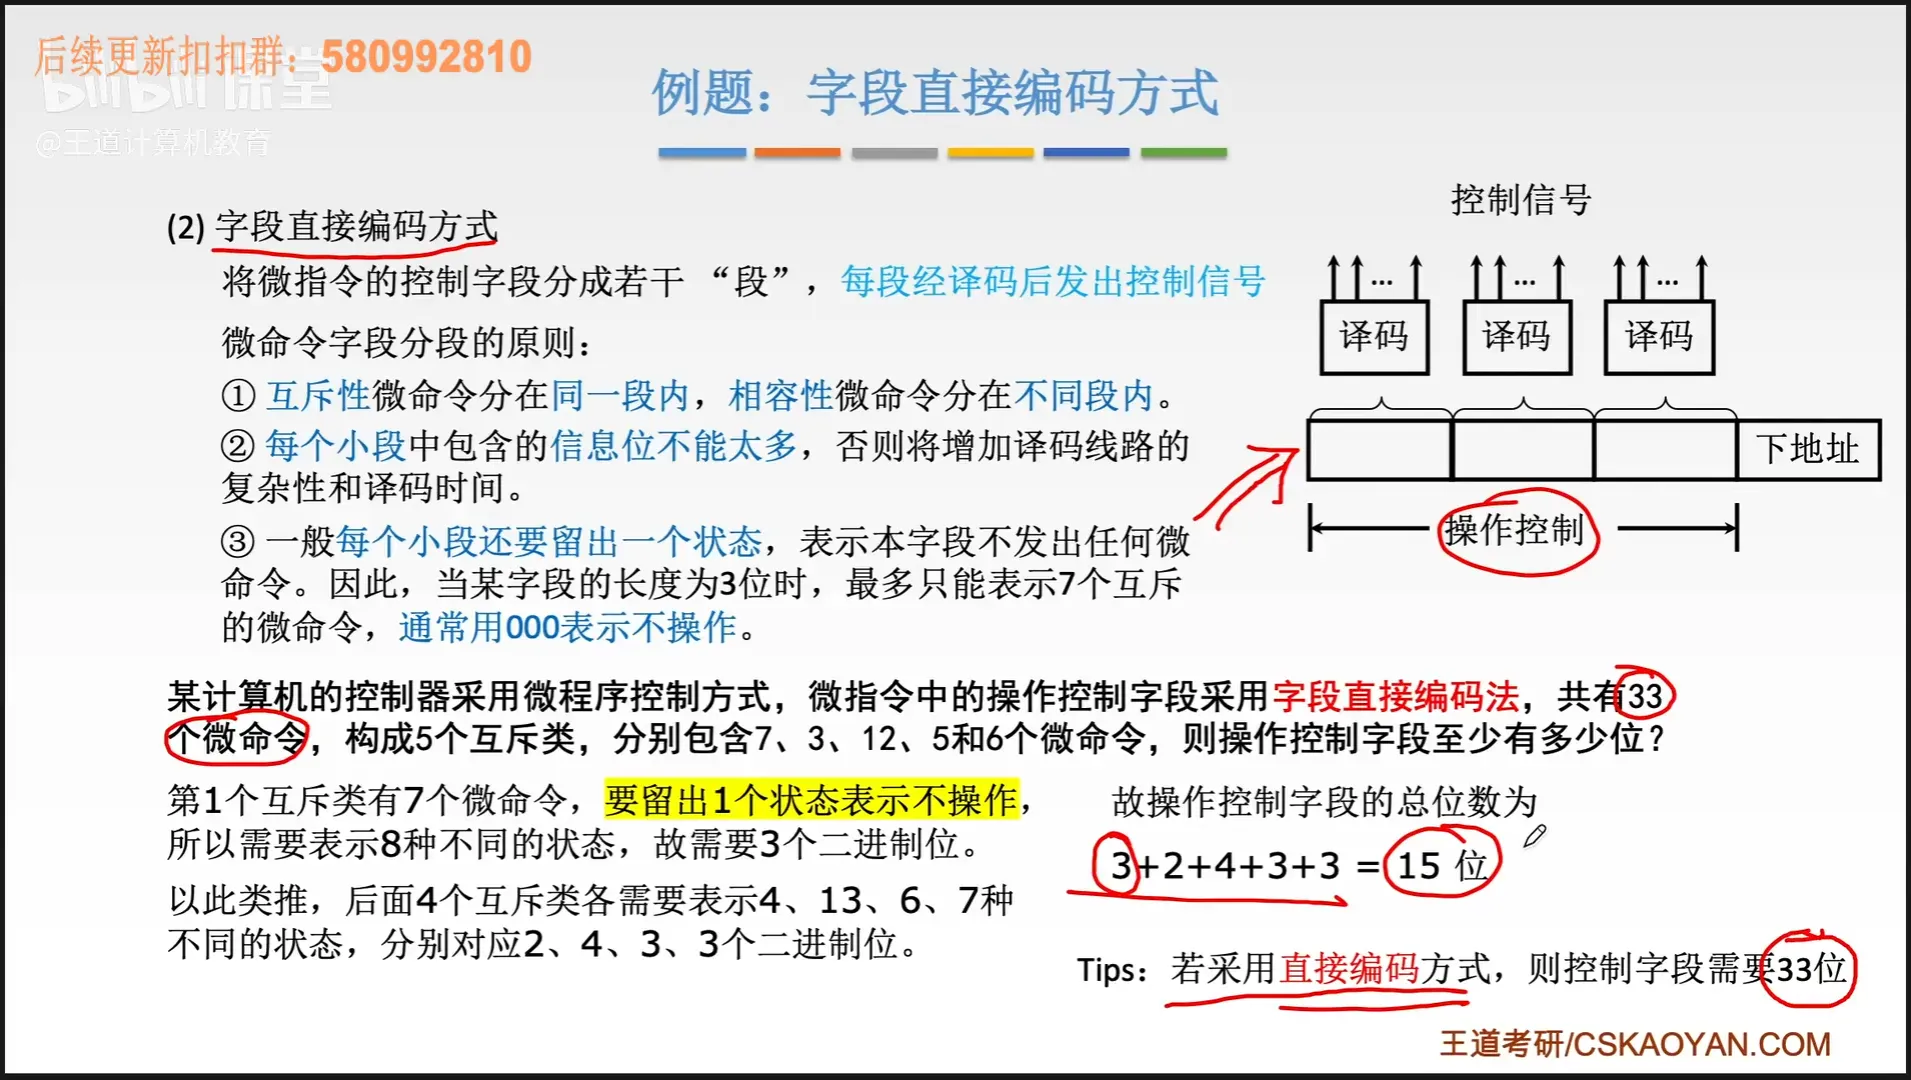 后续更新扣扣群：580992810
bilibili 课堂
@王道计算机教育
例题：字段直接编码方式
(2) 字段直接编码方式
将微指令的控制字段分成若干 “段”，每段经译码后发出控制信号
微命令字段分段的原则：
① 互斥性微命令分在同一段内，相容性微命令分在不同段内。
② 每个小段中包含的信息位不能太多，否则将增加译码线路的
复杂性和译码时间。
③ 一般每个小段还要留出一个状态，表示本字段不发出任何微
命令。因此，当某字段的长度为3位时，最多只能表示7个互斥
的微命令，通常用000表示不操作。
控制信号
... ... ...
译码 译码 译码
下地址
操作控制
某计算机的控制器采用微程序控制方式，微指令中的操作控制字段采用字段直接编码法，共有33
个微命令，构成5个互斥类，分别包含7、3、12、5和6个微命令，则操作控制字段至少有多少位？
第1个互斥类有7个微命令，要留出1个状态表示不操作，
所以需要表示8种不同的状态，故需要3个二进制位。
以此类推，后面4个互斥类各需要表示4、13、6、7种
不同的状态，分别对应2、4、3、3个二进制位。
故操作控制字段的总位数为
3+2+4+3+3 = 15 位
Tips：若采用直接编码方式，则控制字段需要33位
王道考研/CSKAOYAN.COM